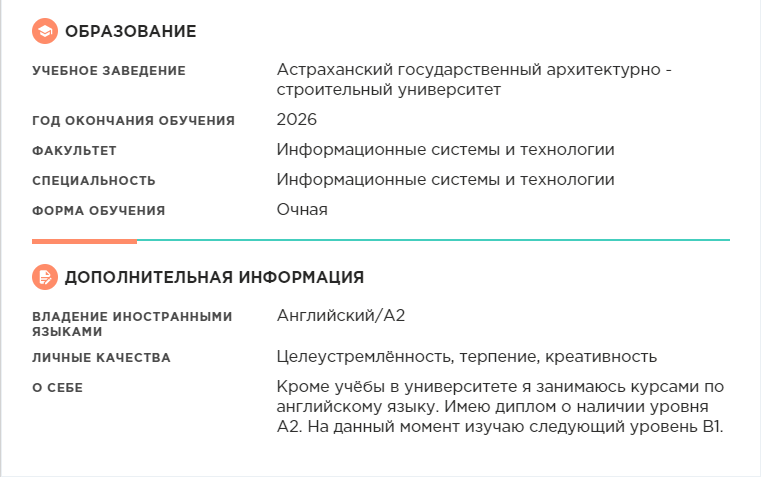 ОБРАЗОВАНИЕ
УЧЕБНОЕ ЗАВЕДЕНИЕ
Астраханский государственный архитектурно -
строительный университет
ГОД ОКОНЧАНИЯ ОБУЧЕНИЯ
2026
ФАКУЛЬТЕТ
Информационные системы и технологии
СПЕЦИАЛЬНОСТЬ
Информационные системы и технологии
ФОРМА ОБУЧЕНИЯ
Очная
ДОПОЛНИТЕЛЬНАЯ ИНФОРМАЦИЯ
ВЛАДЕНИЕ ИНОСТРАННЫМИ
ЯЗЫКАМИ
Английский/А2
ЛИЧНЫЕ КАЧЕСТВА
Целеустремлённость, терпение, креативность
О СЕБЕ
Кроме учёбы в университете я занимаюсь курсами по
английскому языку. Имею диплом о наличии уровня
А2. На данный момент изучаю следующий уровень В1.